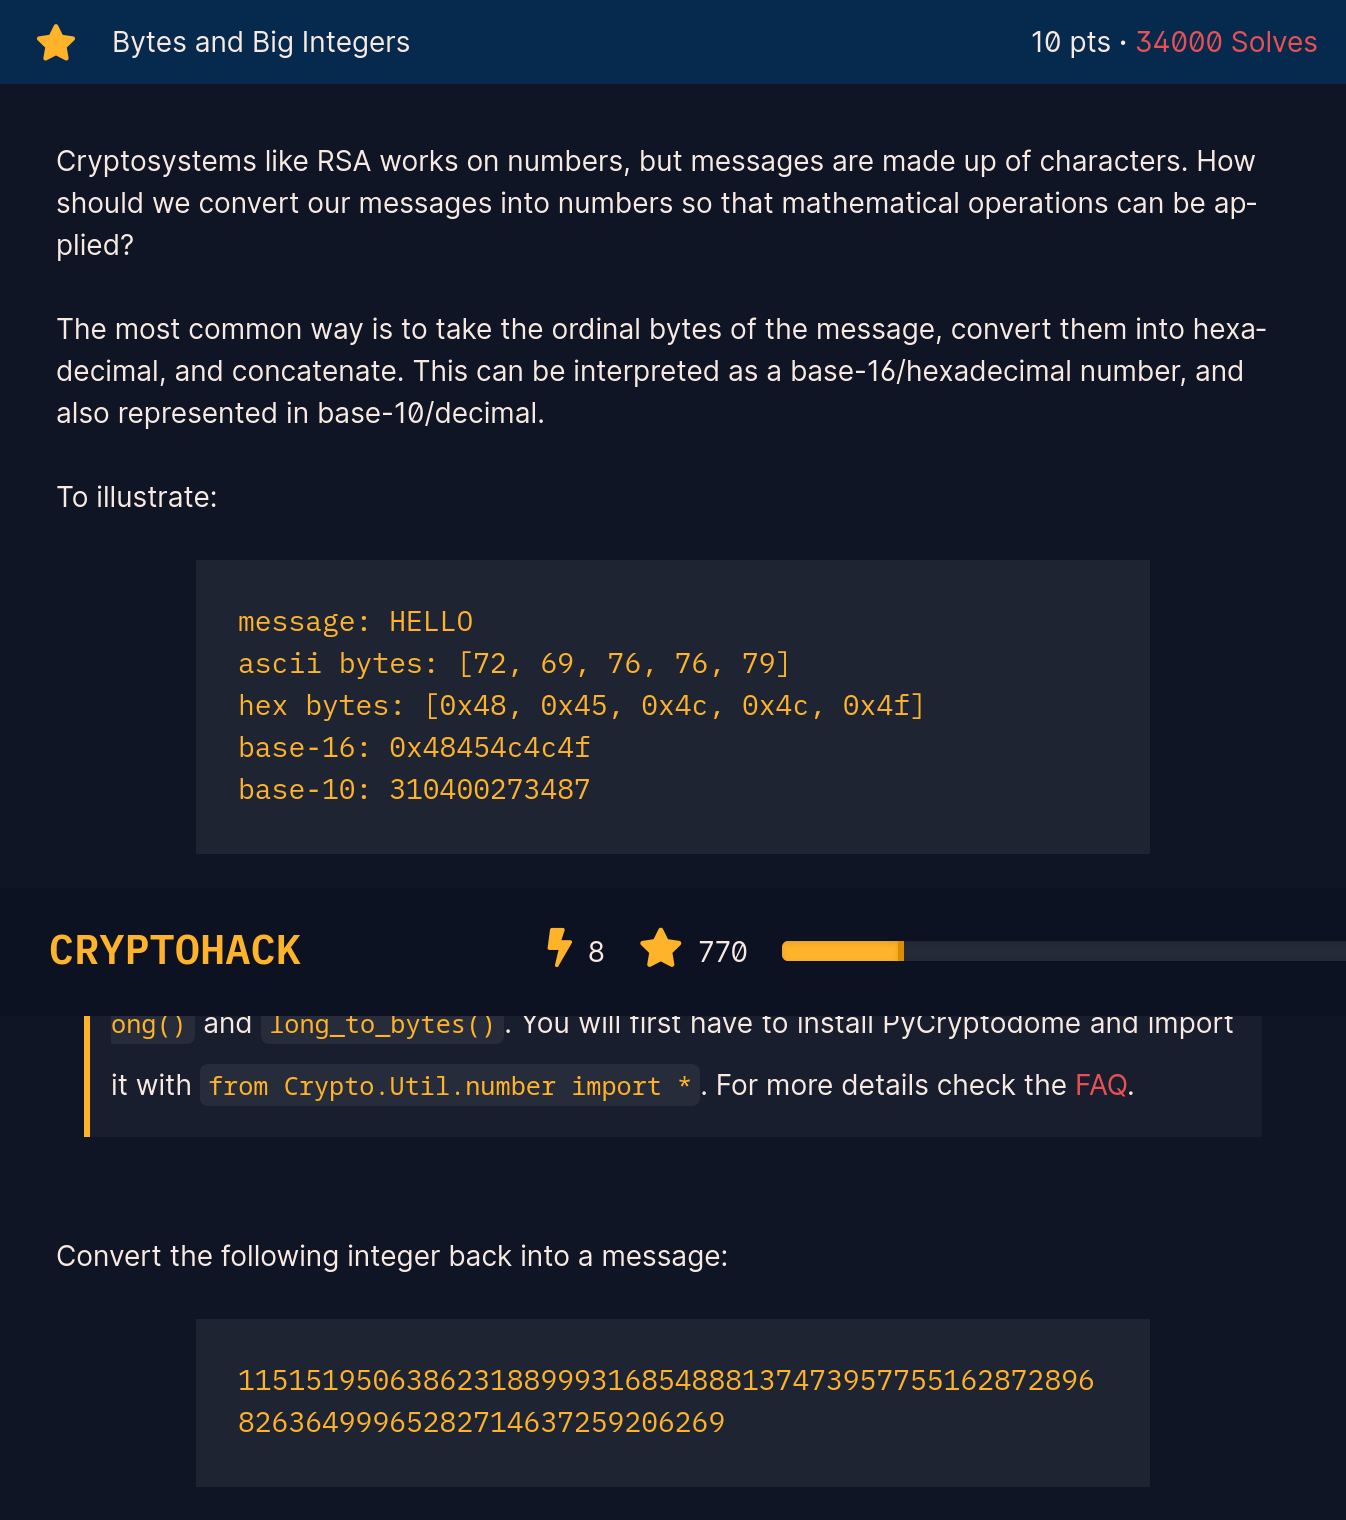 Bytes and Big Integers
10 pts · 34000 Solves
Cryptosystems like RSA works on numbers, but messages are made up of characters. How
should we convert our messages into numbers so that mathematical operations can be ap-
plied?
The most common way is to take the ordinal bytes of the message, convert them into hexa-
decimal, and concatenate. This can be interpreted as a base-16/hexadecimal number, and
also represented in base-10/decimal.
To illustrate:
message: HELLO
ascii bytes: [72, 69, 76, 76, 79]
hex bytes: [0x48, 0x45, 0x4c, 0x4c, 0x4f]
base-16: 0x48454c4c4f
base-10: 310400273487
CRYPTOHACK
8
770
ong() and long_to_bytes(). You will first have to install PyCryptodome and import
it with from Crypto.Util.number import *. For more details check the FAQ.
Convert the following integer back into a message:
115151950638623188999316854888137473957755162872896
82636499965282714637259206269